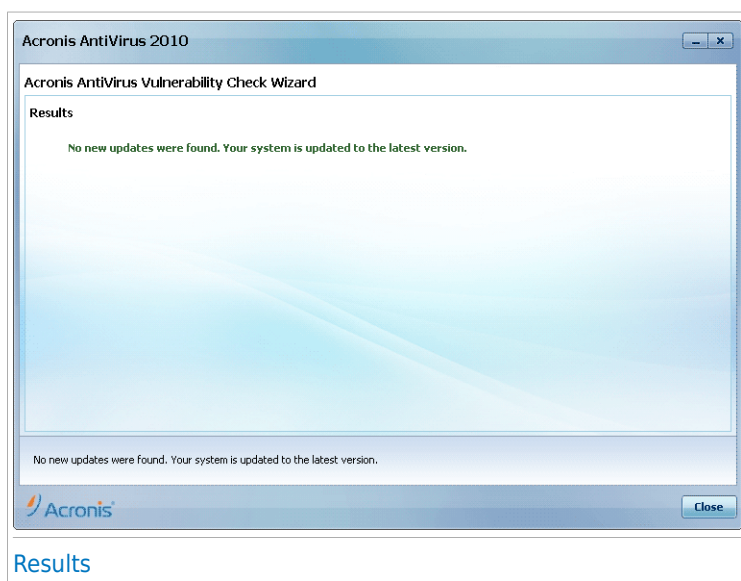 Acronis AntiVirus 2010
Acronis AntiVirus Vulnerability Check Wizard
Results
No new updates were found. Your system is updated to the latest version.
No new updates were found. Your system is updated to the latest version.
Acronis
Close
Results